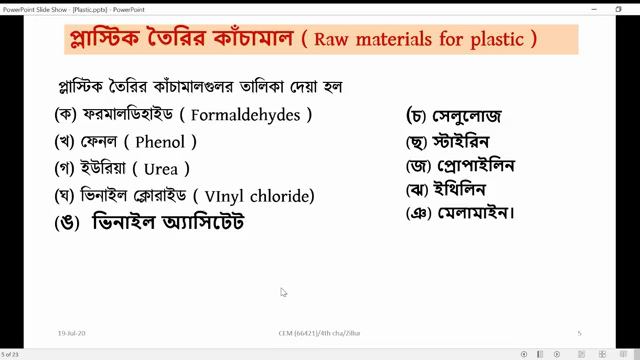 PowerPoint Slide Show - [Plastic.pptx] - PowerPoint
প্লাস্টিক তৈরির কাঁচামাল ( Raw materials for plastic )
প্লাস্টিক তৈরির কাঁচামালগুলর তালিকা দেয়া হল
(ক) ফরমালডিহাইড ( Formaldehydes )
(খ) ফেনল ( Phenol )
(গ) ইউরিয়া ( Urea )
(ঘ) ভিনাইল ক্লোরাইড ( VInyl chloride)
(ঙ) ভিনাইল অ্যাসিটেট
(চ) সেলুলোজ
(ছ) স্টাইরিন
(জ) প্রোপাইলিন
(ঝ) ইথিলিন
(ঞ) মেলামাইন।
19-Jul-20 CEM (66421)/4th cha/Zillur 5
5 of 23